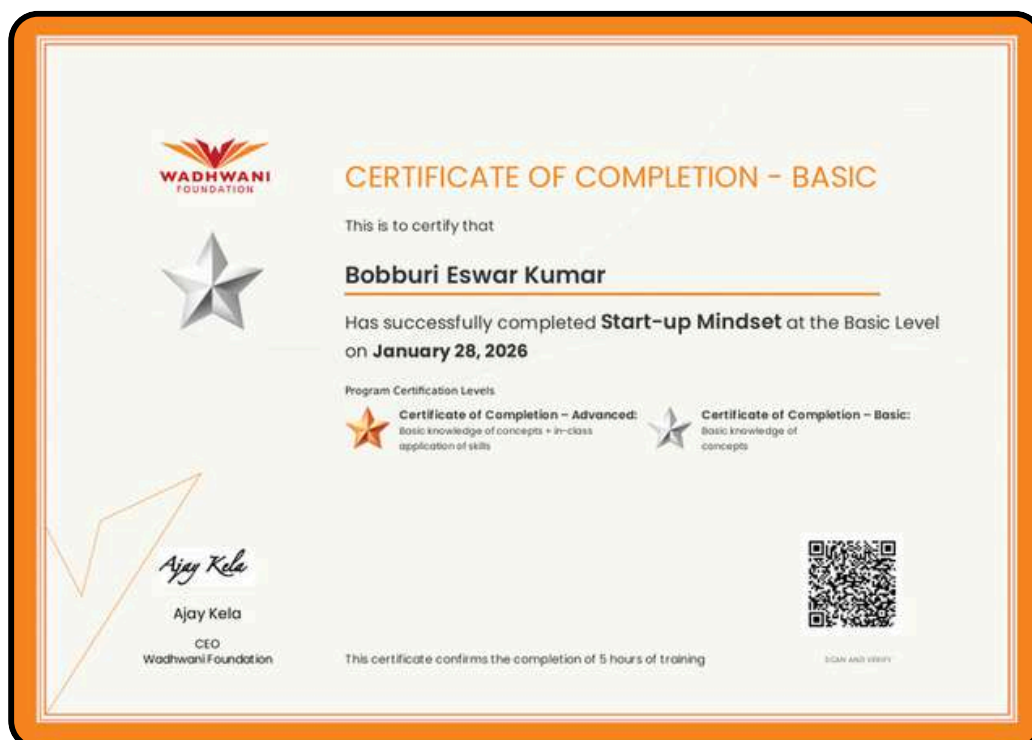 WADHWANI
FOUNDATION
CERTIFICATE OF COMPLETION - BASIC
This is to certify that
Bobburi Eswar Kumar
Has successfully completed Start-up Mindset at the Basic Level
on January 28, 2026
Program Certification Levels
Certificate of Completion – Advanced:
Basic knowledge of concepts + in-class
application of skills
Certificate of Completion – Basic:
Basic knowledge of
concepts
Ajay Kela
Ajay Kela
CEO
Wadhwani Foundation
This certificate confirms the completion of 5 hours of training
SCAN AND VERIFY